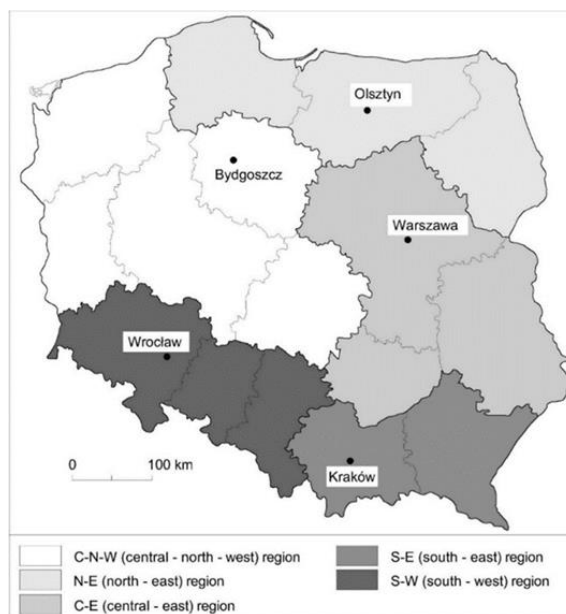 Olsztyn
Bydgoszcz
Warszawa
Wrocław
0 100 km
Kraków
C-N-W (central - north - west) region
N-E (north - east) region
C-E (central - east) region
S-E (south - east) region
S-W (south - west) region